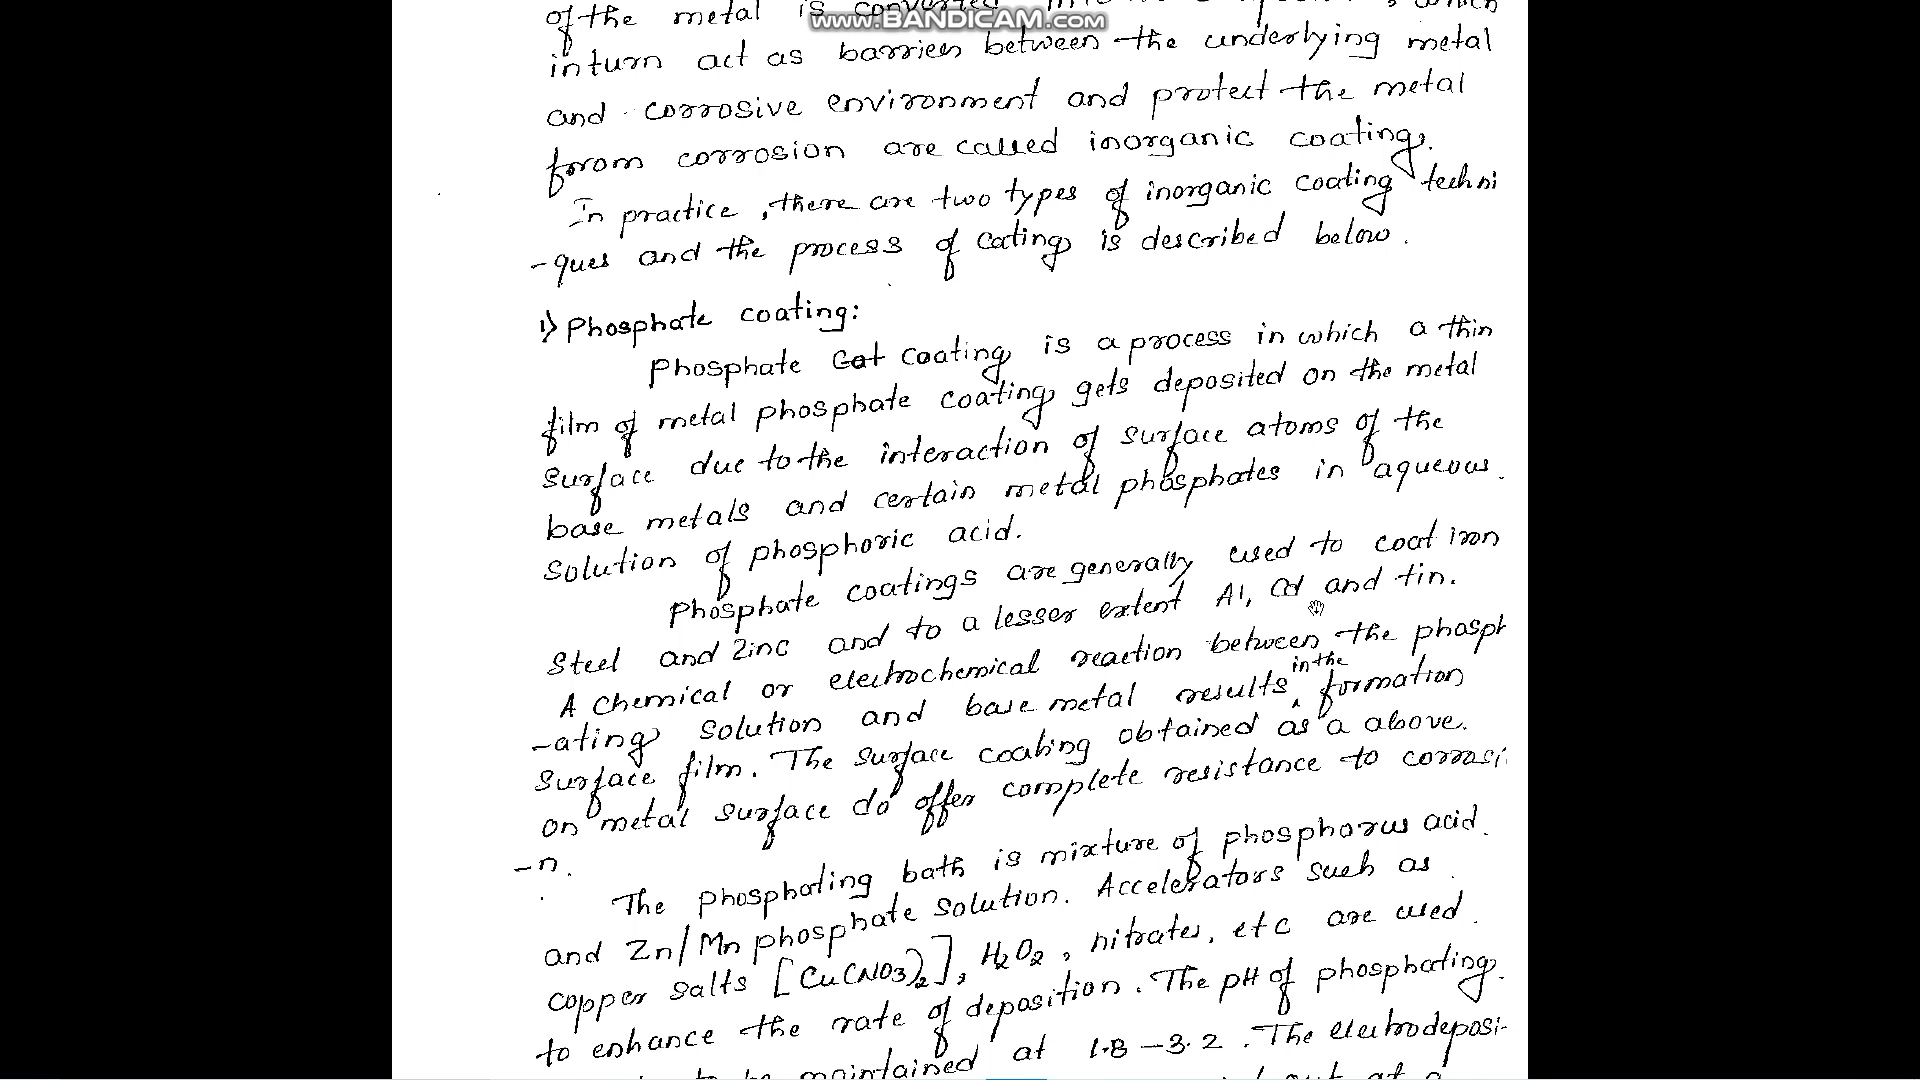 of the metal is converted
www.BANDICAM.com
inturn act as barrier between the underlying metal
and corrosive environment and protect the metal
from corrosion are called inorganic coating.
In practice, there are two types of inorganic coating techni
-ques and the process of cating is described below.
1) Phosphate coating:
Phosphate Cot coating is a process in which a thin
film of metal phosphate coating gets deposited on the metal
surface due to the interaction of surface atoms of the
base metals and certain metal phosphates in aqueous
solution of phosphoric acid.
Phosphate coatings are generally used to coat iron
Steel and Zinc and to a lesser extent Al, Cd and tin.
A chemical or electrochemical reaction between the phosph
-ating solution and base metal results in the formation
surface film. The surface coating obtained as a above.
on metal surface do offer complete resistance to corrosi
-n.
The phosphating bath is mixture of phosphorus acid.
and Zn/Mn phosphate solution. Accelerators such as
copper salts [Cu(NO3)2], H2O2, nitrates, etc are used
to enhance the rate of deposition. The pH of phosphating
maintained at 1.8-3.2. The electrodeposi-